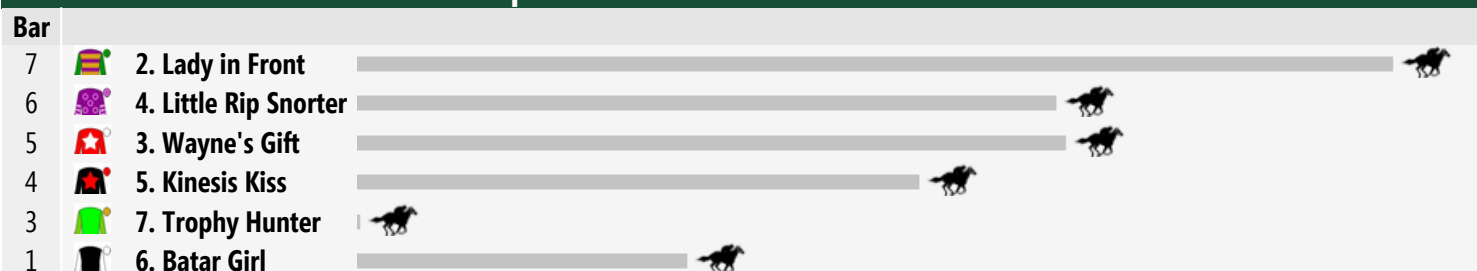 Bar
7 2. Lady in Front
6 4. Little Rip Snorter
5 3. Wayne's Gift
4 5. Kinesis Kiss
3 7. Trophy Hunter
1 6. Batar Girl